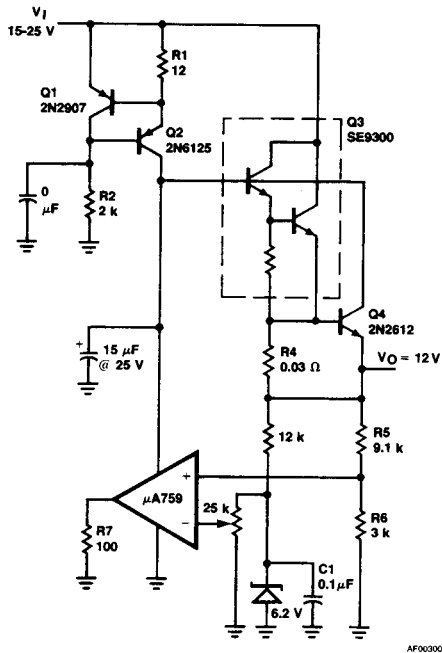 VI
15-25 V
R1
12
Q1
2N2907
Q2
2N6125
Q3
SE9300
0
μF
R2
2 k
Q4
2N2612
15 μF
@ 25 V
+
R4
0.03 Ω
VO = 12 V
12 k
R5
9.1 k
μA759
+
−
25 k
R7
100
R6
3 k
C1
0.1 μF
6.2 V
AF00300